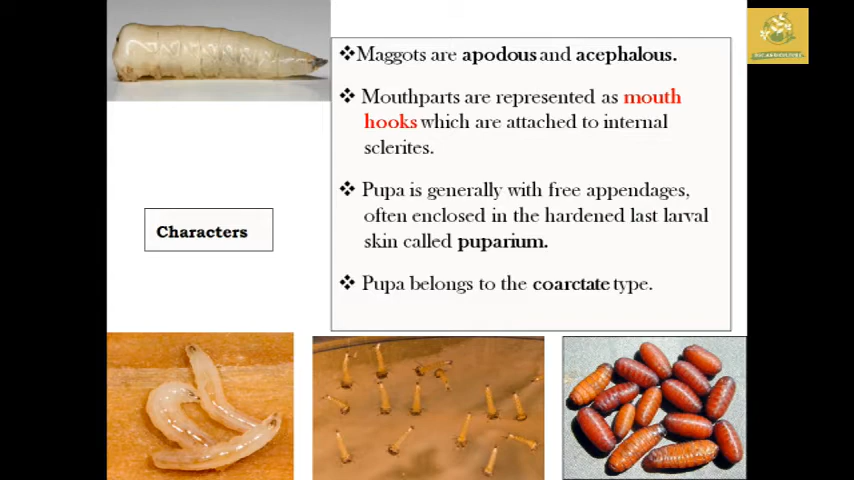 ❖Maggots are apodous and acephalous.
❖ Mouthparts are represented as mouth
hooks which are attached to internal
sclerites.
❖ Pupa is generally with free appendages,
often enclosed in the hardened last larval
skin called puparium.
Characters
❖ Pupa belongs to the coarctate type.